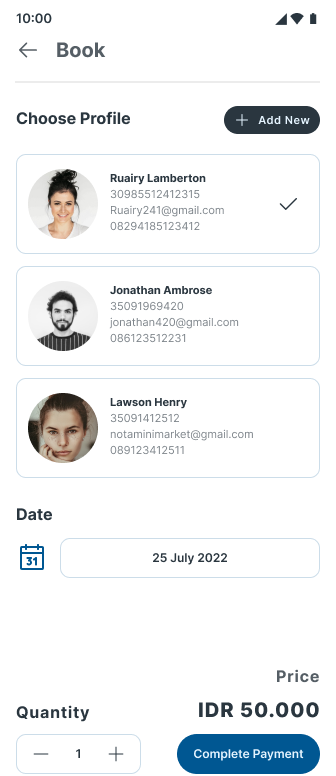 10:00
Book
Choose Profile
Add New
Ruairy Lamberton
30985512412315
Ruairy241@gmail.com
08294185123412
Jonathan Ambrose
35091969420
jonathan420@gmail.com
086123512231
Lawson Henry
35091412512
notaminimarket@gmail.com
089123412511
Date
31
25 July 2022
Price
IDR 50.000
Quantity
1
Complete Payment